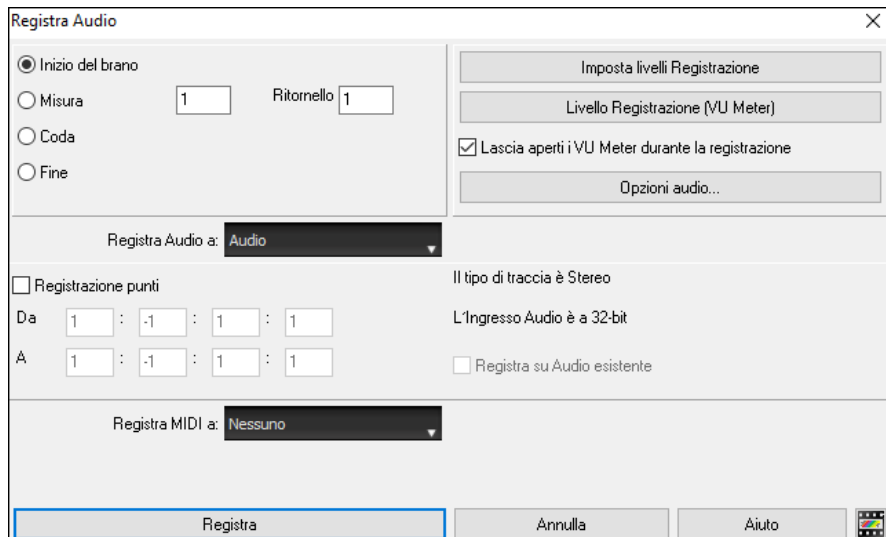 Registra Audio
Inizio del brano
Misura 1 Ritornello 1
Coda
Fine
Imposta livelli Registrazione
Livello Registrazione (VU Meter)
Lascia aperti i VU Meter durante la registrazione
Opzioni audio...
Registra Audio a: Audio
Registrazione punti
Da 1 : -1 : 1 : 1
A 1 : -1 : 1 : 1
Il tipo di traccia è Stereo
L'Ingresso Audio è a 32-bit
Registra su Audio esistente
Registra MIDI a: Nessuno
Registra
Annulla
Aiuto